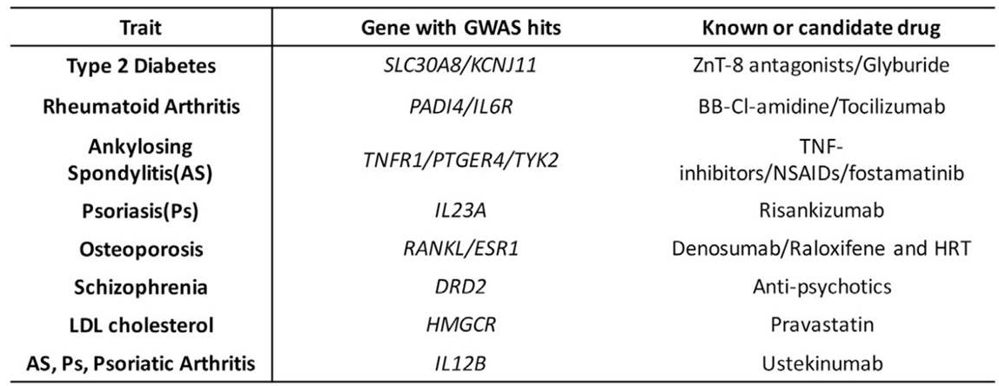 Trait Gene with GWAS hits Known or candidate drug
Type 2 Diabetes SLC30A8/KCNJ11 ZnT-8 antagonists/Glyburide
Rheumatoid Arthritis PADI4/IL6R BB-Cl-amidine/Tocilizumab
Ankylosing
Spondylitis(AS) TNFR1/PTGER4/TYK2 TNF-
inhibitors/NSAIDs/fostamatinib
Psoriasis(Ps) IL23A Risankizumab
Osteoporosis RANKL/ESR1 Denosumab/Raloxifene and HRT
Schizophrenia DRD2 Anti-psychotics
LDL cholesterol HMGCR Pravastatin
AS, Ps, Psoriatic Arthritis IL12B Ustekinumab